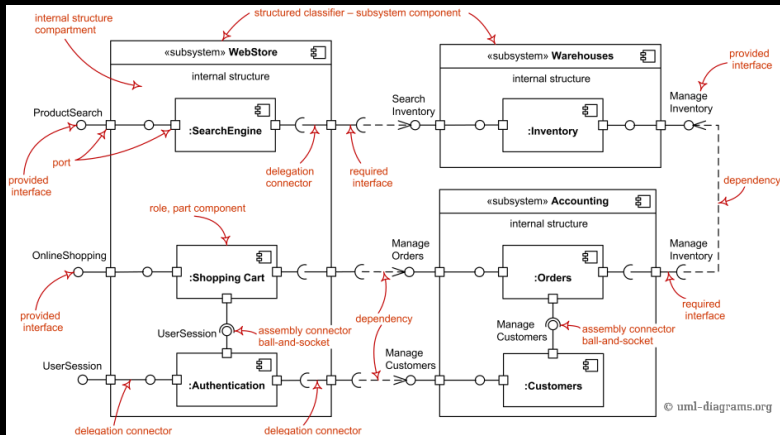 structured classifier – subsystem component
internal structure
compartment
«subsystem» WebStore
internal structure
«subsystem» Warehouses
internal structure
provided
interface
ProductSearch
:SearchEngine
Search
Inventory
:Inventory
Manage
Inventory
port
provided
interface
delegation
connector
required
interface
dependency
role, part component
«subsystem» Accounting
internal structure
OnlineShopping
:Shopping Cart
Manage
Orders
:Orders
Manage
Inventory
provided
interface
dependency
required
interface
UserSession
assembly connector
ball-and-socket
Manage
Customers
assembly connector
ball-and-socket
UserSession
:Authentication
Manage
Customers
:Customers
delegation connector
delegation connector
© uml-diagrams.org